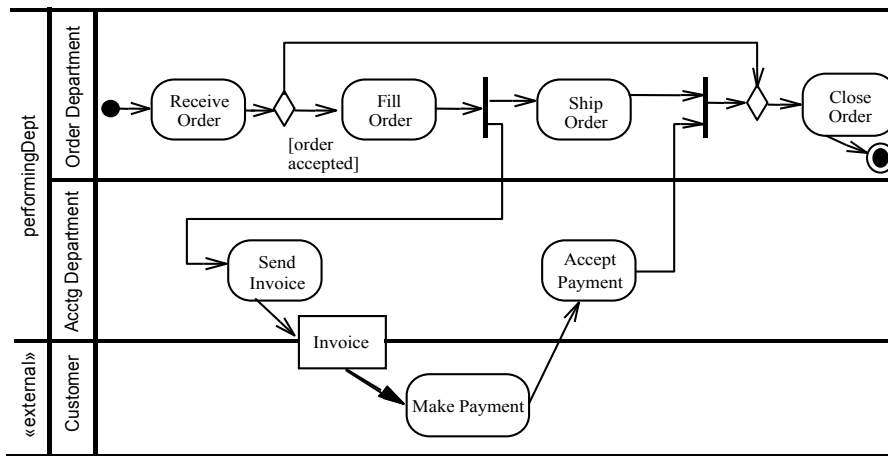 performingDept
Order Department
Receive
Order
Fill
Order
[order
accepted]
Ship
Order
Close
Order
Acctg Department
Send
Invoice
Accept
Payment
Invoice
«external»
Customer
Make Payment